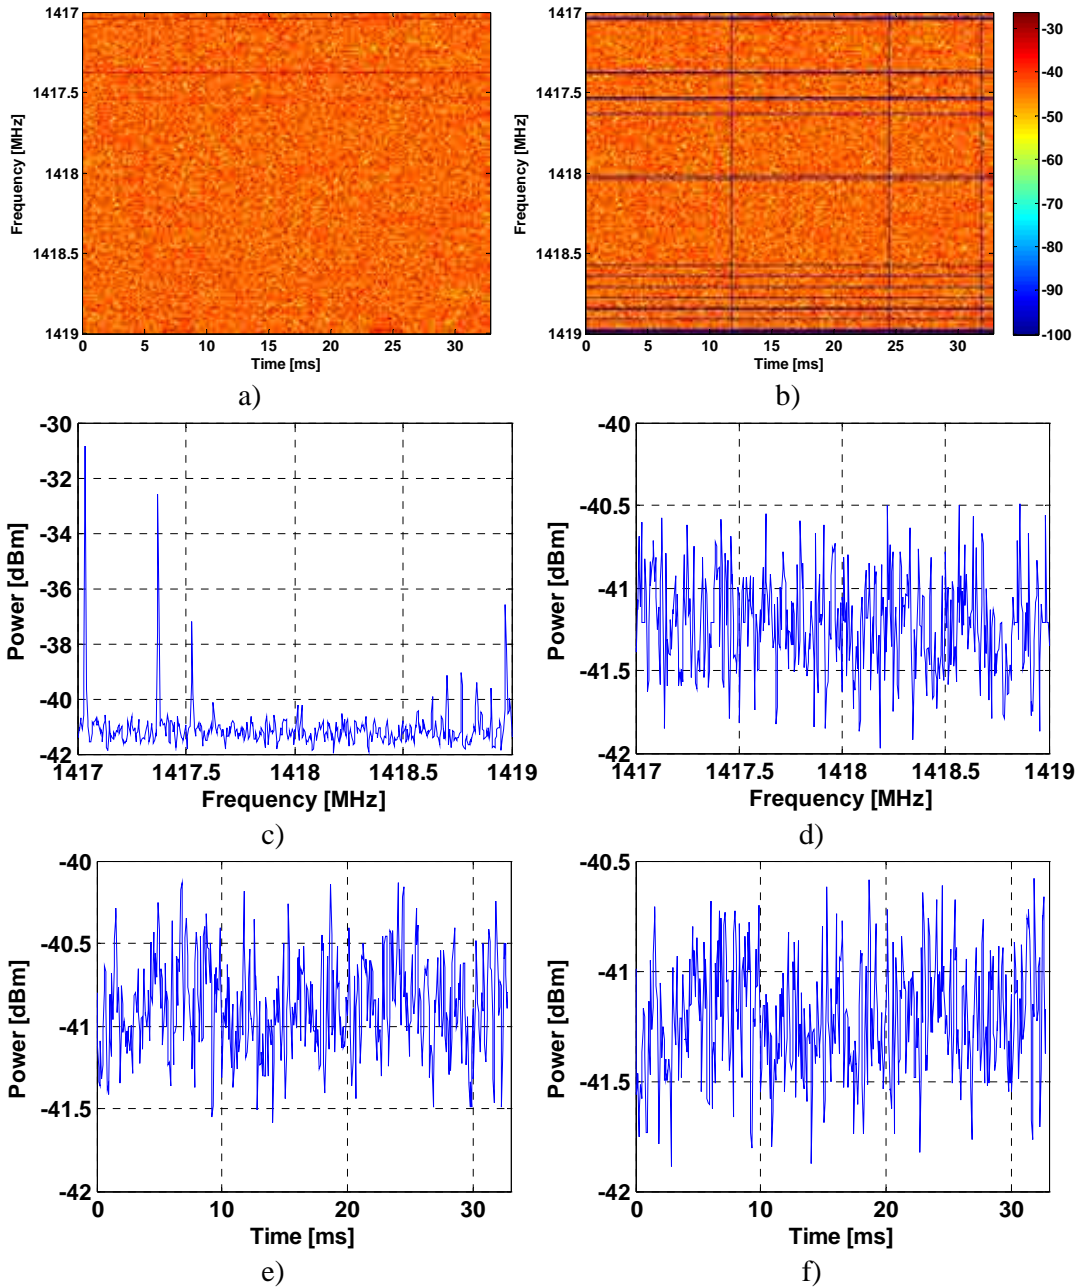 1417
1417.5
1418
1418.5
1419
Frequency [MHz]
0 5 10 15 20 25 30
Time [ms]
a)
1417
1417.5
1418
1418.5
1419
Frequency [MHz]
0 5 10 15 20 25 30
Time [ms]
-30
-40
-50
-60
-70
-80
-90
-100
b)
-30
-32
-34
-36
-38
-40
-42
Power [dBm]
1417 1417.5 1418 1418.5 1419
Frequency [MHz]
c)
-40
-40.5
-41
-41.5
-42
Power [dBm]
1417 1417.5 1418 1418.5 1419
Frequency [MHz]
d)
-40
-40.5
-41
-41.5
-42
Power [dBm]
0 10 20 30
Time [ms]
e)
-40.5
-41
-41.5
-42
Power [dBm]
0 10 20 30
Time [ms]
f)